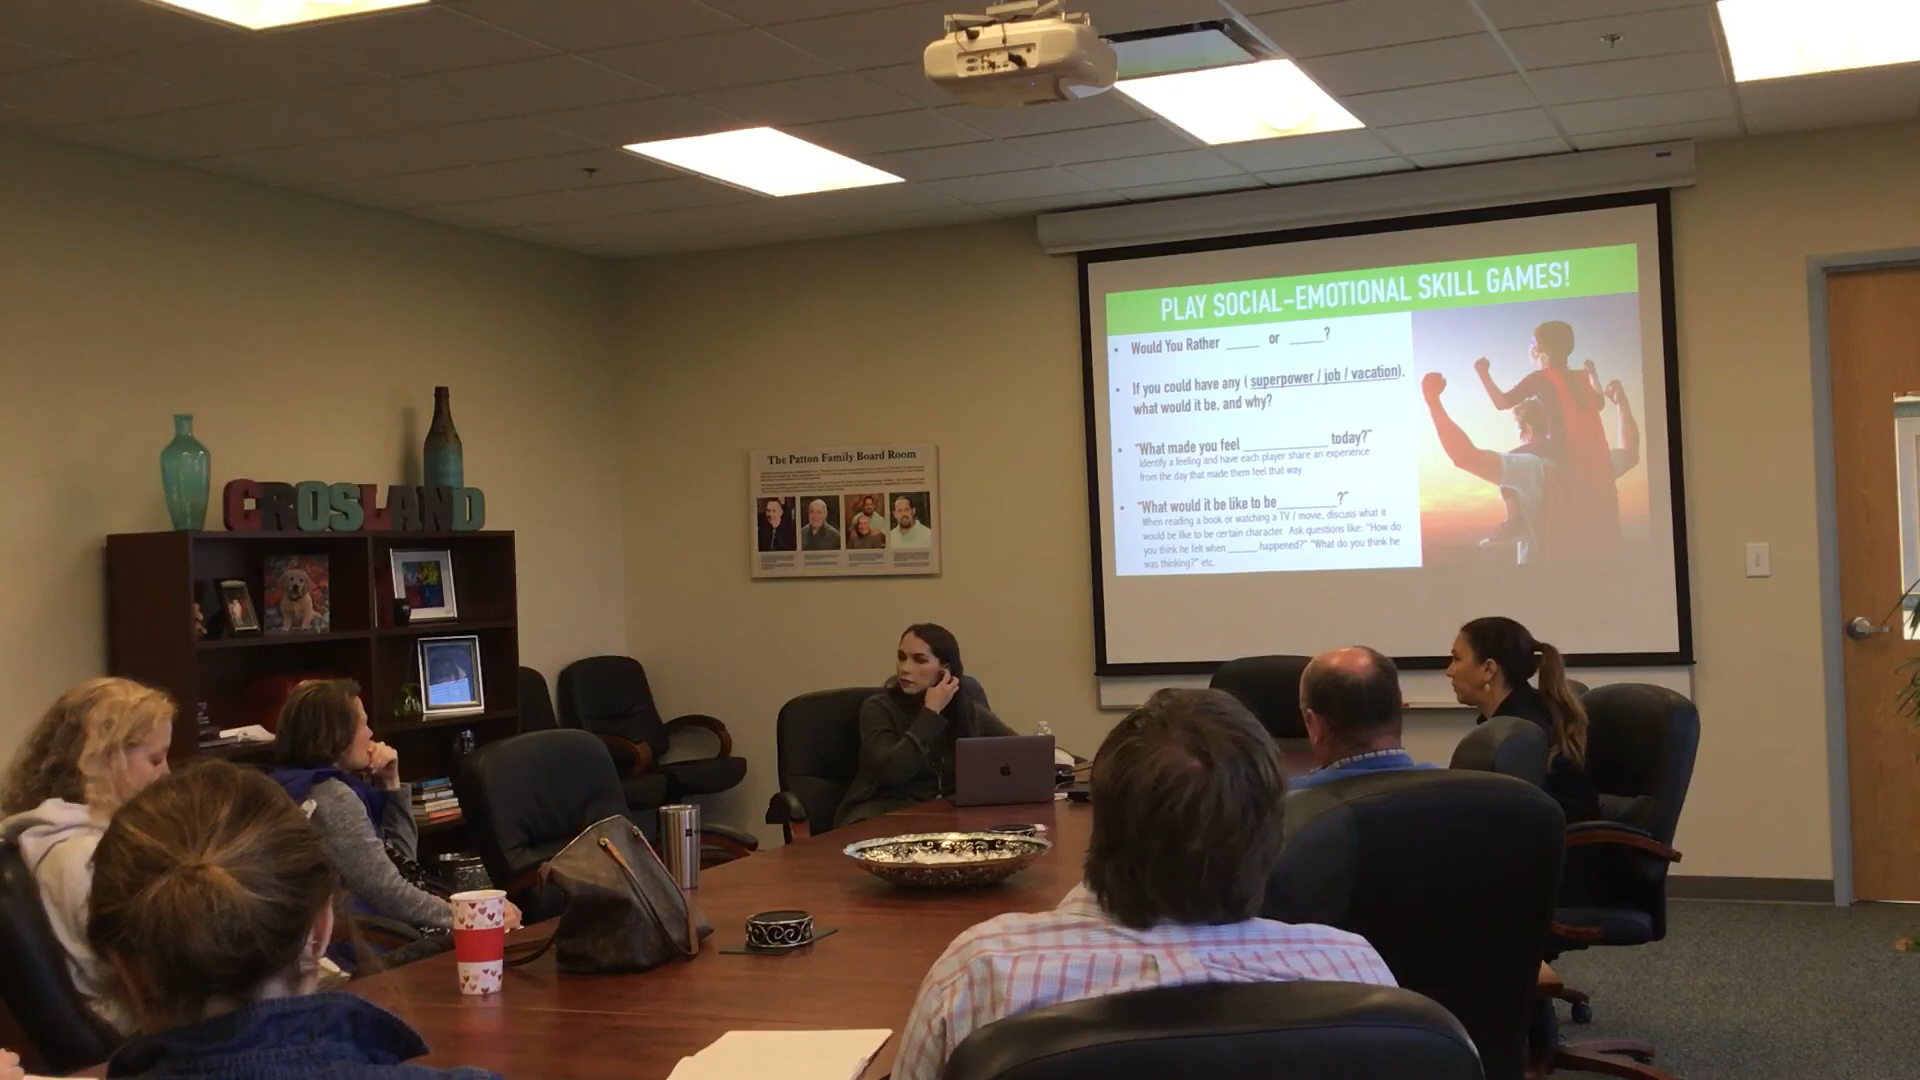 PLAY SOCIAL-EMOTIONAL SKILL GAMES!
• Would You Rather _____ or _____?
• If you could have any ( superpower / job / vacation),
what would it be, and why?
• "What made you feel ____________ today?"
Identify a feeling and have each player share an experience
from the day that made them feel that way
• "What would it be like to be_________?"
When reading a book or watching a TV / movie, discuss what it
would be like to be certain character. Ask questions like: "How do
you think he felt when _____ happened?" "What do you think he
was thinking?" etc.
The Patton Family Board Room
CROSLAND